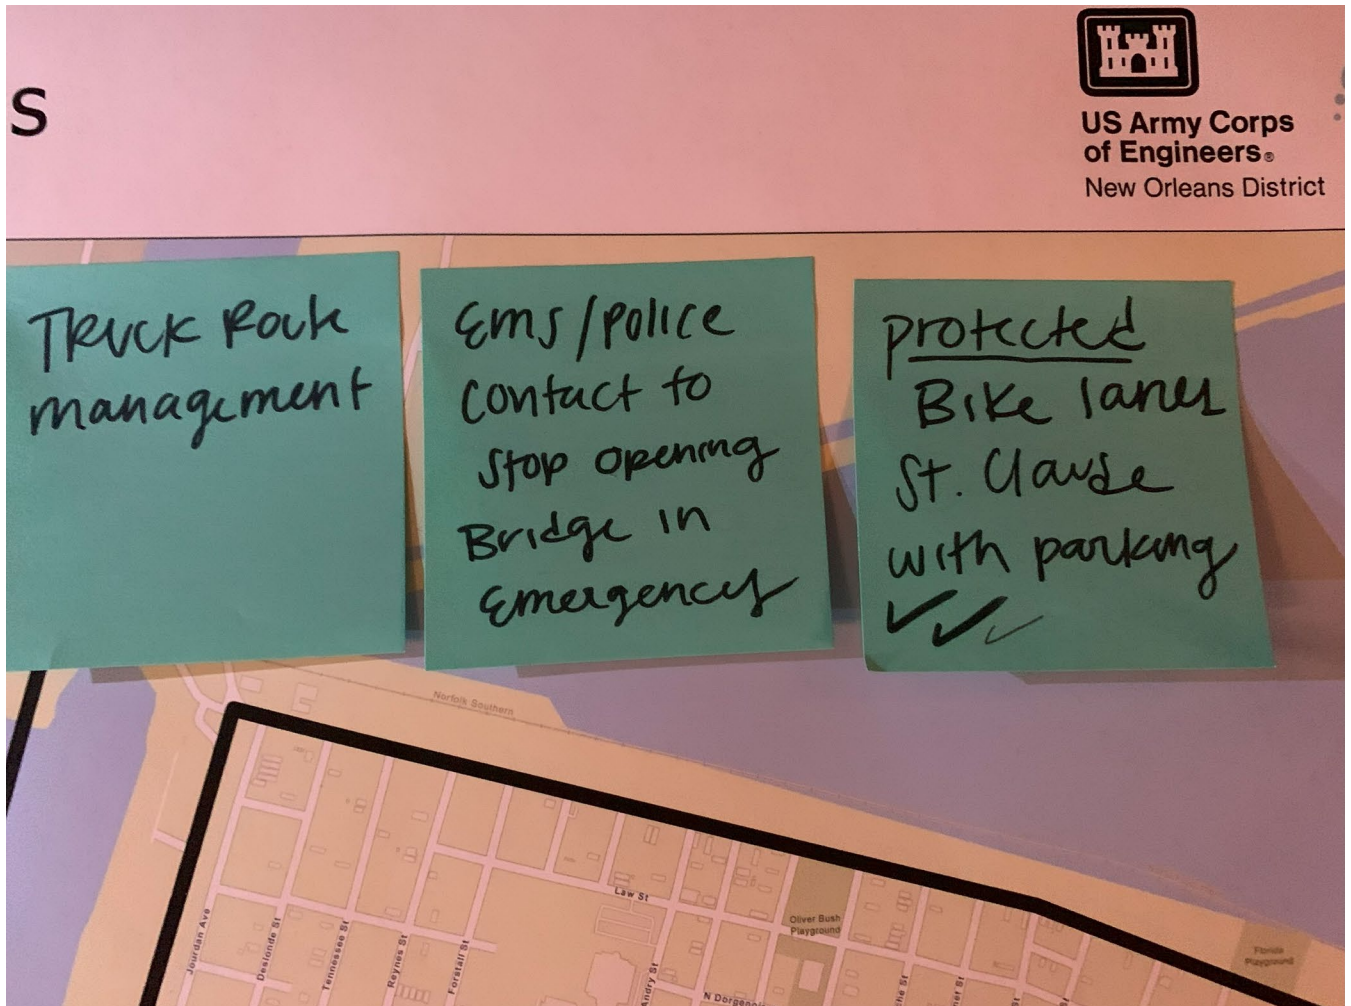 s
US Army Corps
of Engineers®
New Orleans District
TRUCK Route
management
Ems/Police
Contact to
Stop opening
Bridge in
Emergency
protected
Bike lanes
St. Claude
with parking
✓✓✓
Norfolk Southern
Law St
Oliver Bush
Playground
Florida
Playground
Jourdan Ave
Deslonde St
Tennessee St
Reynes St
Forstall St
Andry St
N Dorgeno